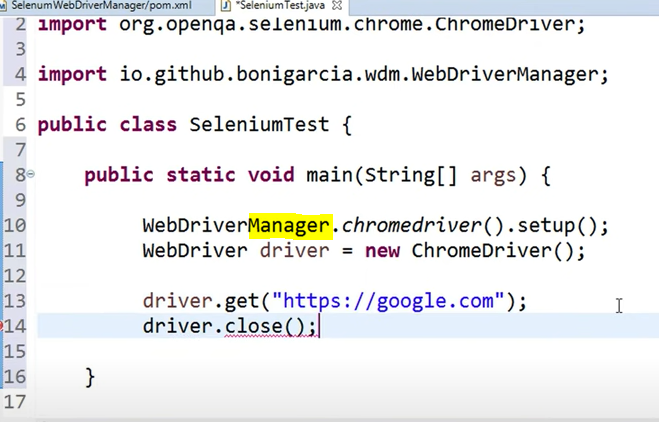 SelenumWebDriverManager/pom.xml *SeleniumTest.java
2 import org.openqa.selenium.chrome.ChromeDriver;
3
4 import io.github.bonigarcia.wdm.WebDriverManager;
5
6 public class SeleniumTest {
7
8 public static void main(String[] args) {
9
10 WebDriverManager.chromedriver().setup();
11 WebDriver driver = new ChromeDriver();
12
13 driver.get("https://google.com");
14 driver.close();
15
16 }
17